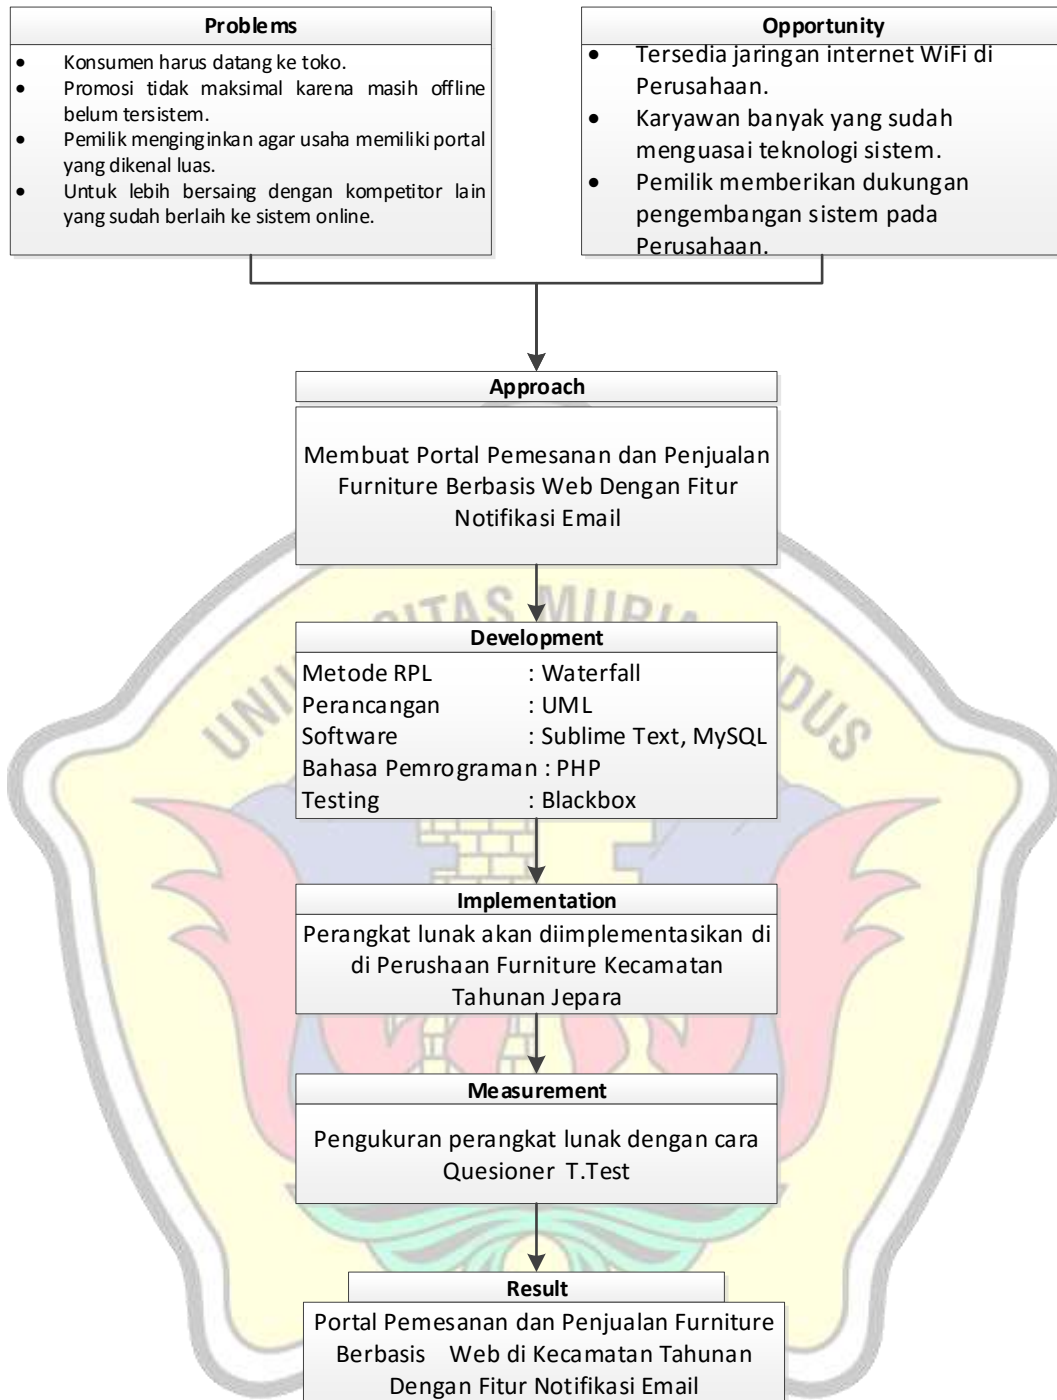 Problems
• Konsumen harus datang ke toko.
• Promosi tidak maksimal karena masih offline
belum tersistem.
• Pemilik menginginkan agar usaha memiliki portal
yang dikenal luas.
• Untuk lebih bersaing dengan kompetitor lain
yang sudah berlaih ke sistem online.
Opportunity
• Tersedia jaringan internet WiFi di
Perusahaan.
• Karyawan banyak yang sudah
menguasai teknologi sistem.
• Pemilik memberikan dukungan
pengembangan sistem pada
Perusahaan.
Approach
Membuat Portal Pemesanan dan Penjualan
Furniture Berbasis Web Dengan Fitur
Notifikasi Email
Development
Metode RPL : Waterfall
Perancangan : UML
Software : Sublime Text, MySQL
Bahasa Pemrograman : PHP
Testing : Blackbox
Implementation
Perangkat lunak akan diimplementasikan di
di Perushaan Furniture Kecamatan
Tahunan Jepara
Measurement
Pengukuran perangkat lunak dengan cara
Quesioner T.Test
Result
Portal Pemesanan dan Penjualan Furniture
Berbasis Web di Kecamatan Tahunan
Dengan Fitur Notifikasi Email